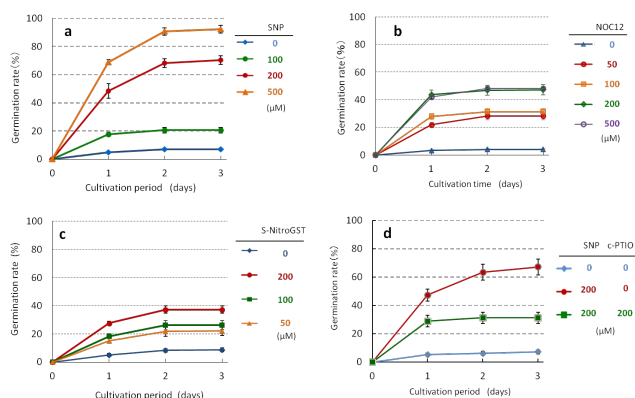 a
SNP
0
100
200
500
(μM)
Germination rate(%)
100
80
60
40
20
0
0 1 2 3
Cultivation period (days)
b
NOC12
0
50
100
200
500
(μM)
Germination rate (%)
100
80
60
40
20
0
0 1 2 3
Cultivation time (days)
c
S-NitroGST
0
200
100
50
(μM)
Germination rate (%)
100
80
60
40
20
0
0 1 2 3
Cultivation period (days)
d
SNP c-PTIO
0 0
200 0
200 200
(μM)
Germination rate(%)
100
80
60
40
20
0
0 1 2 3
Cultivation period (days)